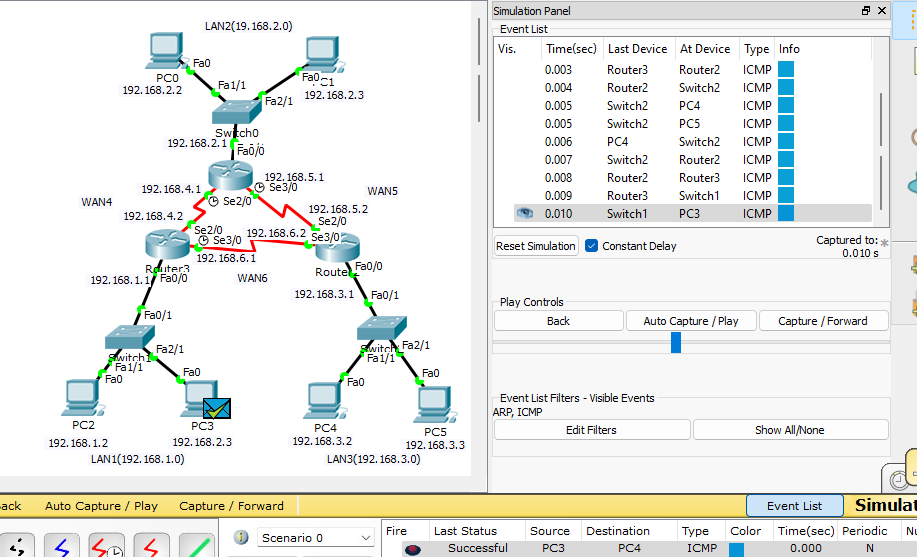 LAN2(19.168.2.0)
Fa0
PC0
192.168.2.2
Fa1/1
Fa0
C1
192.168.2.3
Fa2/1
Switch0
192.168.2.1
Fa0/0
192.168.5.1
Se3/0
WAN5
192.168.4.1
Se2/0
WAN4
192.168.4.2
192.168.5.2
Se2/0
Se2/0
Se3/0
192.168.6.2
Se3/0
192.168.6.1
Router3
Fa0/0
WAN6
Route
Fa0/0
192.168.1.1
192.168.3.1
Fa0/1
Fa0/1
Switch1
Fa2/1
Fa1/1
Fa0
Fa0
Switch
Fa2/1
Fa1/1
Fa0
Fa0
PC2
PC3
PC4
PC5
192.168.1.2
192.168.2.3
192.168.3.2
192.168.3.3
LAN1(192.168.1.0)
LAN3(192.168.3.0)
Simulation Panel
Event List
Vis. Time(sec) Last Device At Device Type Info
0.003 Router3 Router2 ICMP
0.004 Router2 Switch2 ICMP
0.005 Switch2 PC4 ICMP
0.005 Switch2 PC5 ICMP
0.006 PC4 Switch2 ICMP
0.007 Switch2 Router2 ICMP
0.008 Router2 Router3 ICMP
0.009 Router3 Switch1 ICMP
0.010 Switch1 PC3 ICMP
Reset Simulation Constant Delay Captured to: *
0.010 s
Play Controls
Back Auto Capture / Play Capture / Forward
Event List Filters - Visible Events
ARP, ICMP
Edit Filters Show All/None
ack Auto Capture / Play Capture / Forward Event List Simulat
Scenario 0
Fire Last Status Source Destination Type Color Time(sec) Periodic Nu
Successful PC3 PC4 ICMP 0.000 N